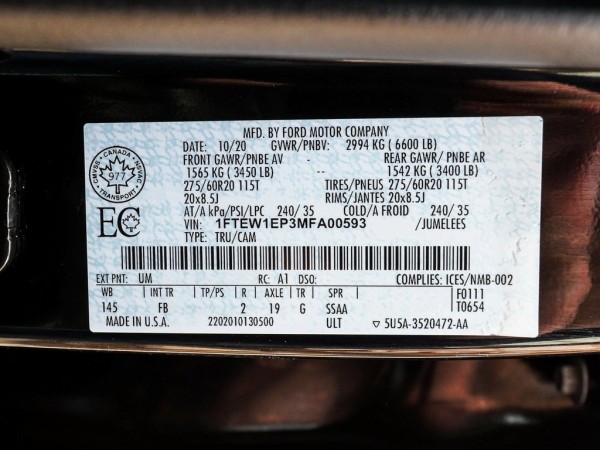 MFD. BY FORD MOTOR COMPANY
DATE: 10/20 GVWR/PNBV: 2994 KG ( 6600 LB)
FRONT GAWR/PNBE AV - REAR GAWR/ PNBE AR
1565 KG ( 3450 LB) - 1542 KG ( 3400 LB)
275/60R20 115T TIRES/PNEUS 275/60R20 115T
20x8.5J RIMS/JANTES 20x8.5J
AT/A kPa/PSI/LPC 240/ 35 COLD/A FROID 240/ 35
VIN: 1FTEW1EP3MFA00593 /JUMELEES
TYPE: TRU/CAM
CANADA
CMVSS NVSAC
977
TRANSPORT
EC
EXT PNT: UM RC: A1 DSO: COMPLIES: ICES/NMB-002
WB INT TR TP/PS R AXLE TR SPR F0111
145 FB 2 19 G SSAA T0654
MADE IN U.S.A. 2202010130500 ULT 5U5A-3520472-AA